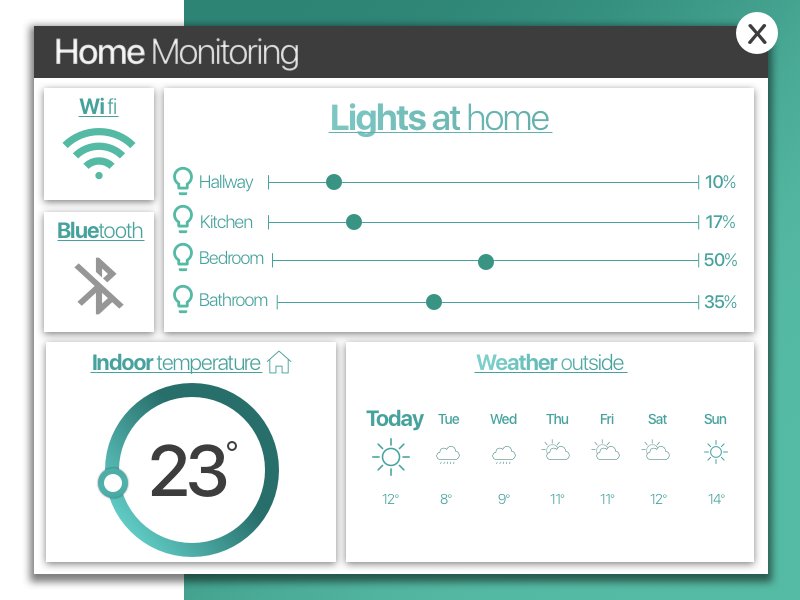 Home Monitoring
X
Wi fi
Bluetooth
Lights at home
Hallway 10%
Kitchen 17%
Bedroom 50%
Bathroom 35%
Indoor temperature
23°
Weather outside
Today Tue Wed Thu Fri Sat Sun
12° 8° 9° 11° 11° 12° 14°